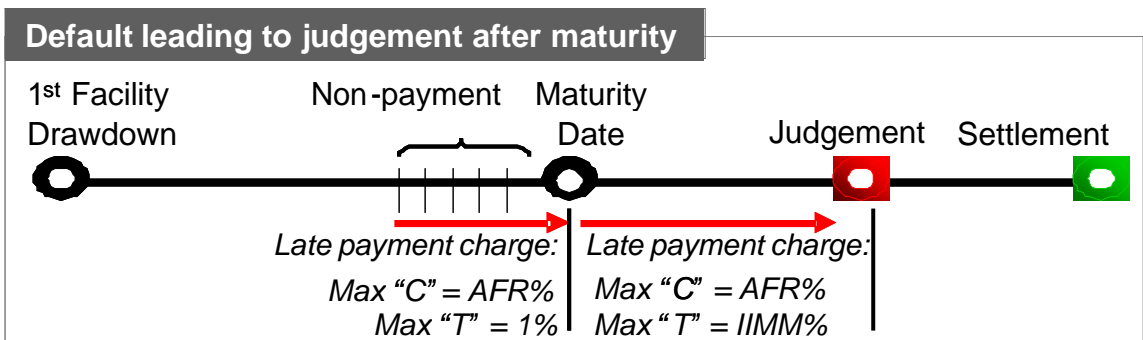 Default leading to judgement after maturity
1st Facility Drawdown
Non-payment
Maturity Date
Judgement
Settlement
Late payment charge:
Max “C” = AFR%
Max “T” = 1%
Late payment charge:
Max “C” = AFR%
Max “T” = IIMM%